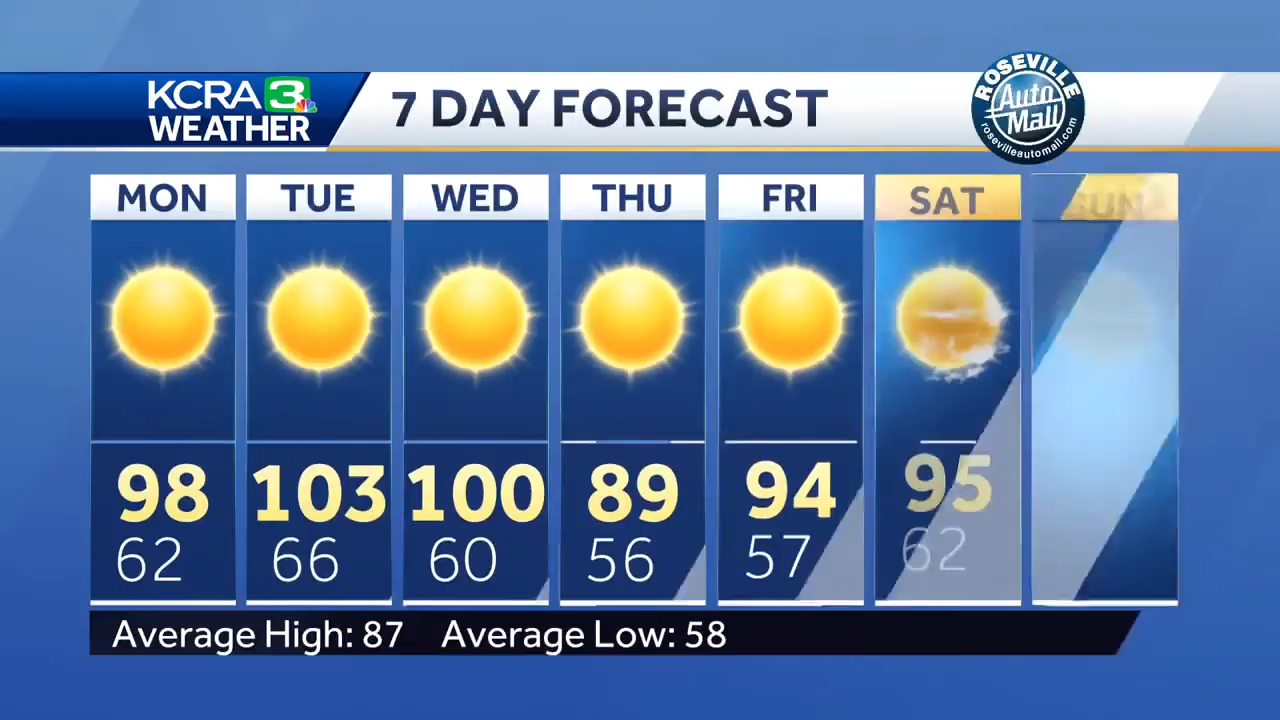 KCRA 3
WEATHER
7 DAY FORECAST
ROSEVILLE
Auto
Mall
rosevilleautomall.com
MON TUE WED THU FRI SAT SUN
98 103 100 89 94 95
62 66 60 56 57 62
Average High: 87 Average Low: 58